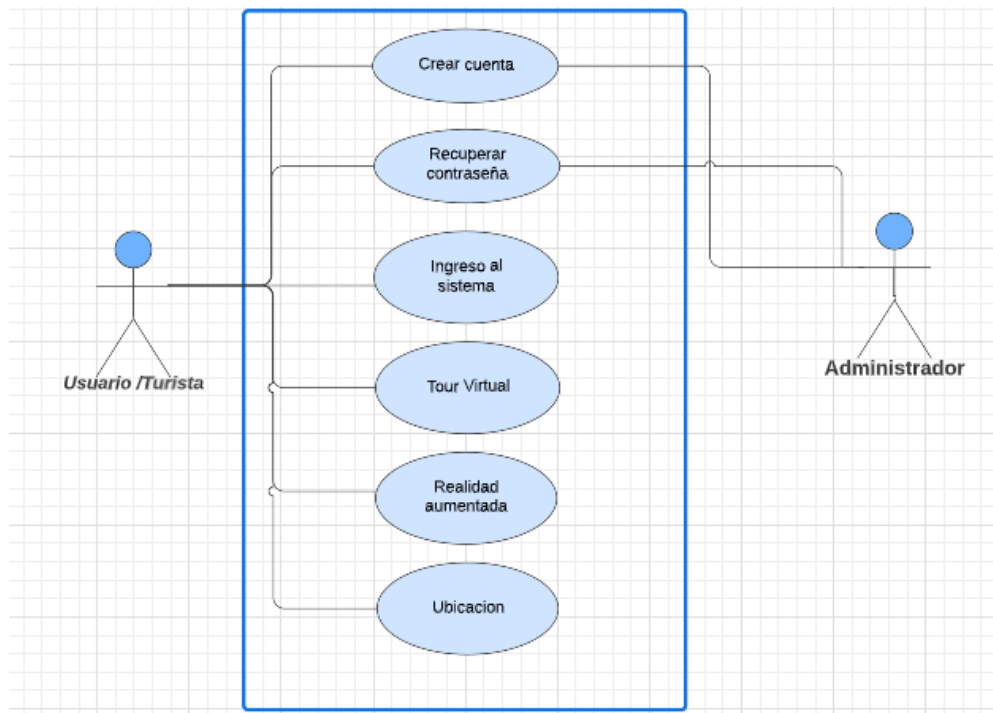 Crear cuenta
Recuperar
contraseña
Ingreso al
sistema
Usuario /Turista
Administrador
Tour Virtual
Realidad
aumentada
Ubicacion